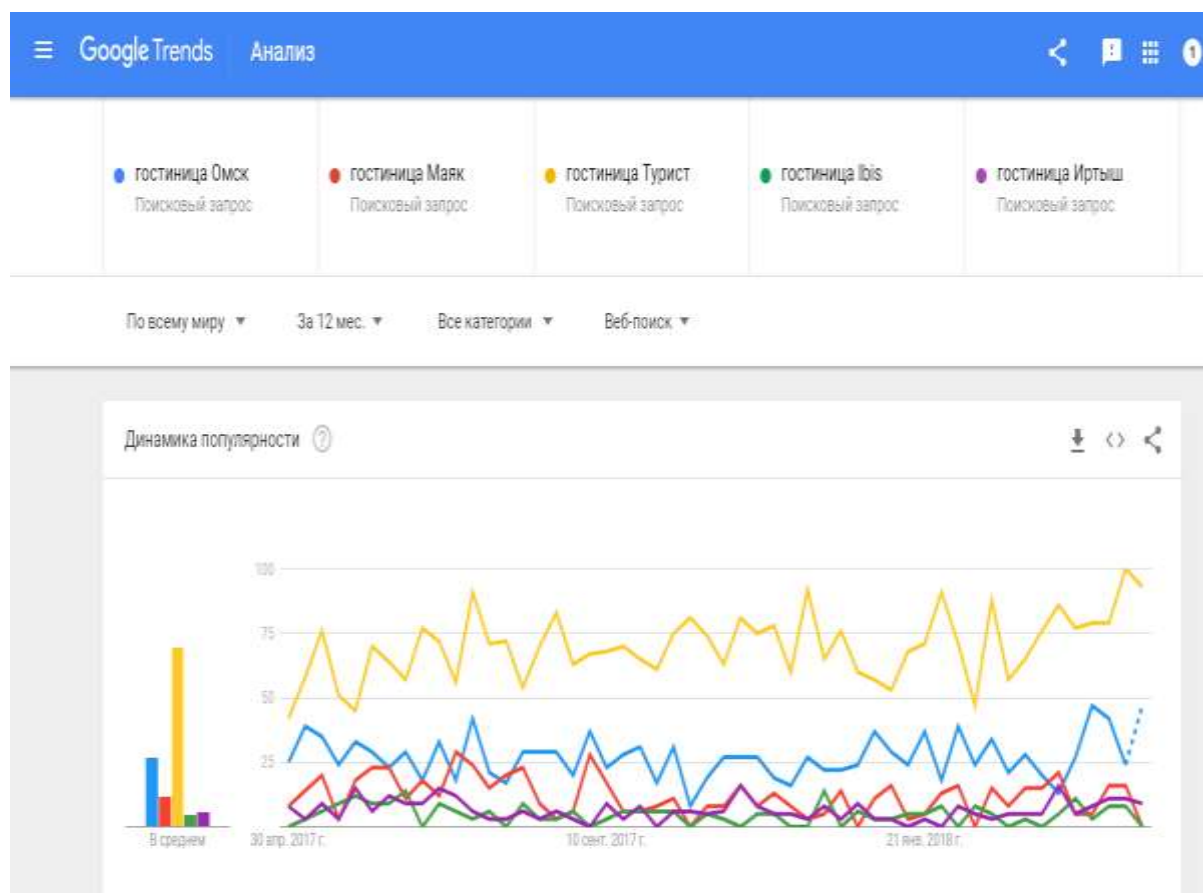 Google Trends Анализ
гостиница Омск гостиница Маяк гостиница Турист гостиница Ibis гостиница Иртыш
Поисковый запрос Поисковый запрос Поисковый запрос Поисковый запрос Поисковый запрос
По всему миру За 12 мес. Все категории Веб-поиск
Динамика популярности ?
100
75
50
25
В среднем 30 апр. 2017 г. 10 сент. 2017 г. 21 янв. 2018 г.